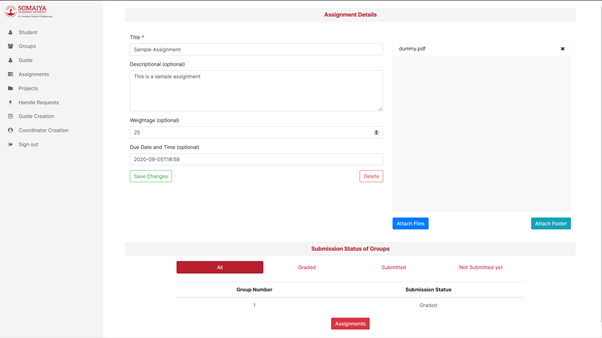 SOMAIYA
VIDYAVIHAR UNIVERSITY
K J Somaiya College of Engineering
Student
Groups
Guide
Assignments
Projects
Handle Requests
Guide Creation
Coordinator Creation
Sign out
Assignment Details
Title *
Sample Assignment
Descriptional (optional)
This is a sample assignment
Weightage (optional)
25
Due Date and Time (optional)
2020-09-05T18:58
Save Changes
Delete
dummy.pdf
Attach Files
Attach Folder
Submission Status of Groups
All Graded Submitted Not Submitted yet
Group Number Submission Status
1 Graded
Assignments